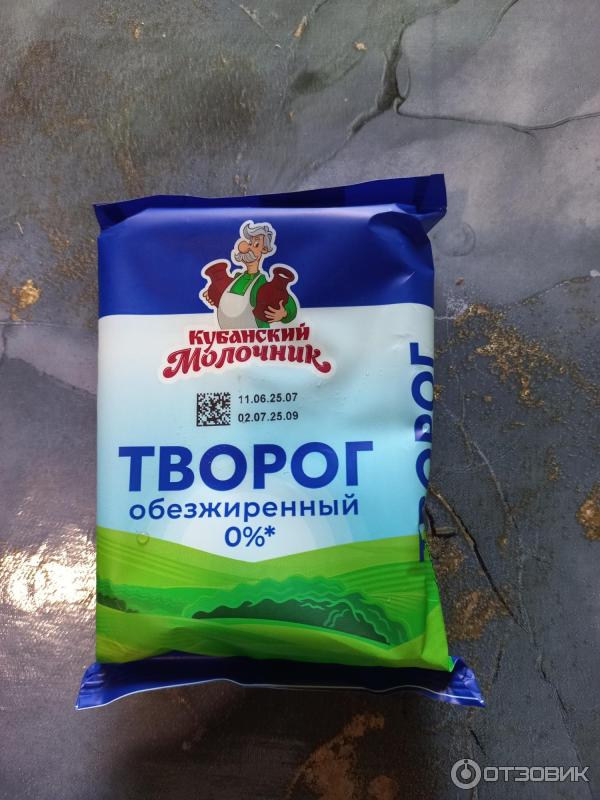 Кубанский
Молочник
11.06.25.07
02.07.25.09
ТВОРОГ
обезжиренный
0%*
ТВОРОГ
ОТЗОВИК